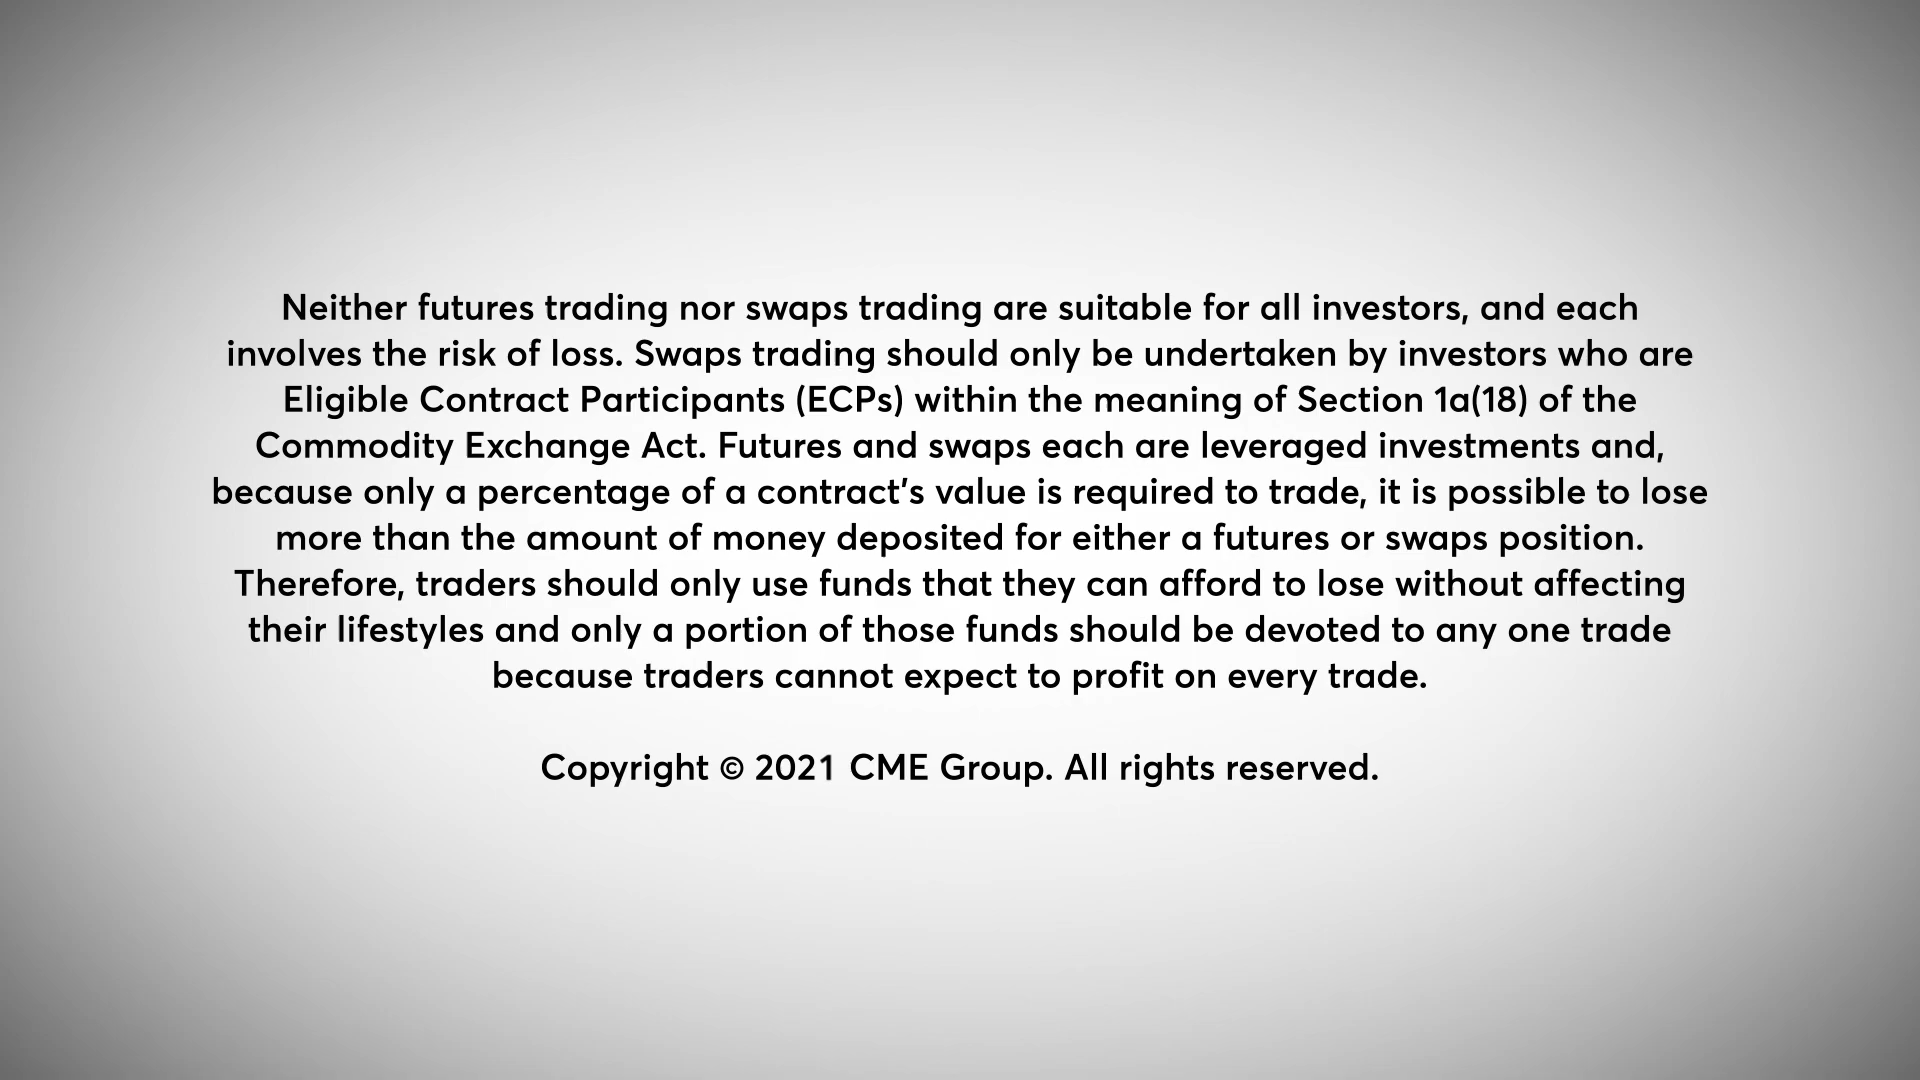 Neither futures trading nor swaps trading are suitable for all investors, and each
involves the risk of loss. Swaps trading should only be undertaken by investors who are
Eligible Contract Participants (ECPs) within the meaning of Section 1a(18) of the
Commodity Exchange Act. Futures and swaps each are leveraged investments and,
because only a percentage of a contract's value is required to trade, it is possible to lose
more than the amount of money deposited for either a futures or swaps position.
Therefore, traders should only use funds that they can afford to lose without affecting
their lifestyles and only a portion of those funds should be devoted to any one trade
because traders cannot expect to profit on every trade.
Copyright © 2021 CME Group. All rights reserved.